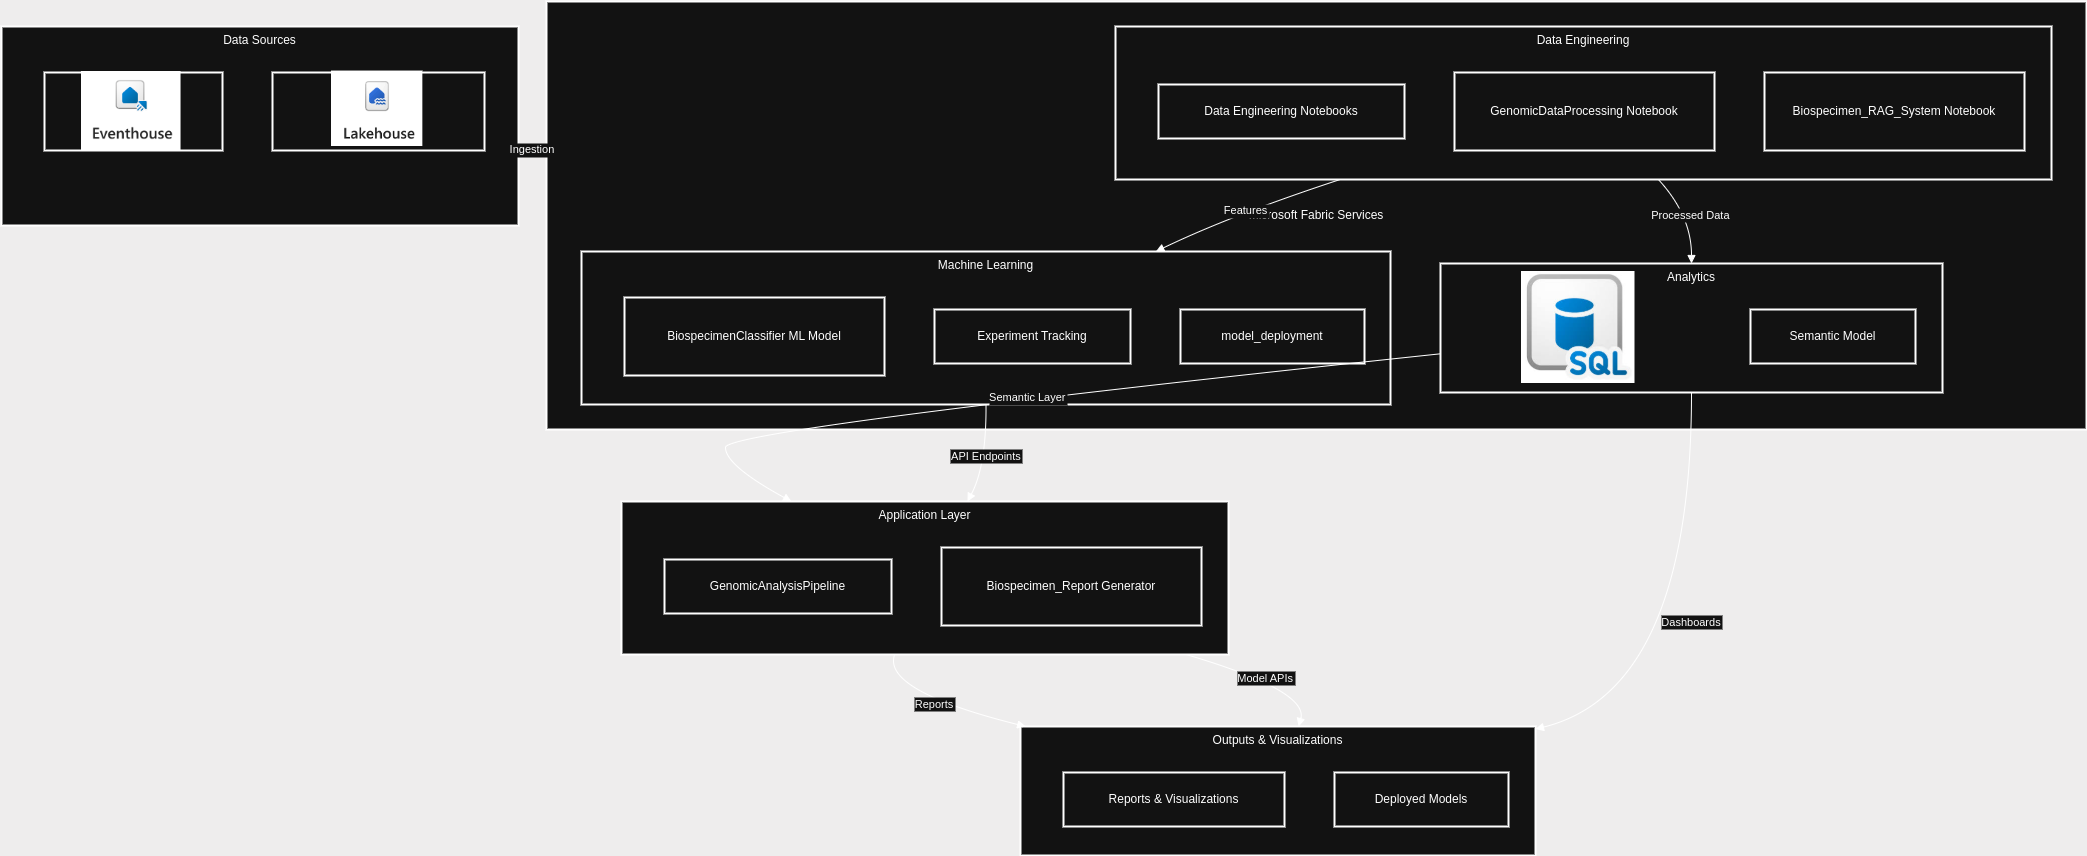 Data Sources
Eventhouse
Lakehouse
Ingestion
Data Engineering
Data Engineering Notebooks
GenomicDataProcessing Notebook
Biospecimen_RAG_System Notebook
Features
osoft Fabric Services
Processed Data
Machine Learning
BiospecimenClassifier ML Model
Experiment Tracking
model_deployment
Analytics
SQL
Semantic Model
Semantic Layer
API Endpoints
Application Layer
GenomicAnalysisPipeline
Biospecimen_Report Generator
Dashboards
Model APIs
Reports
Outputs & Visualizations
Reports & Visualizations
Deployed Models